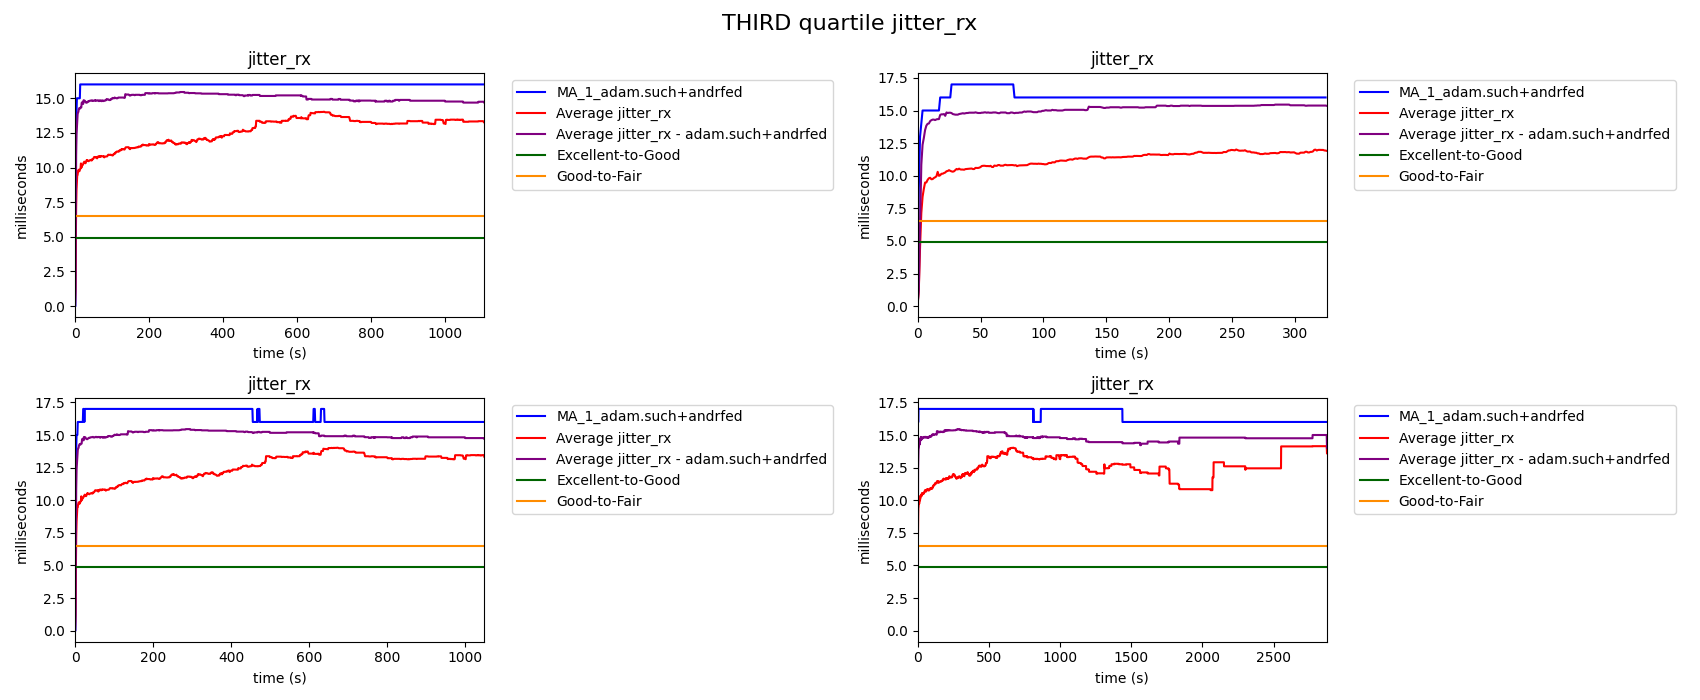 THIRD quartile jitter_rx
jitter_rx
milliseconds
15.0
12.5
10.0
7.5
5.0
2.5
0.0
0 200 400 600 800 1000
time (s)
MA_1_adam.such+andrfed
Average jitter_rx
Average jitter_rx - adam.such+andrfed
Excellent-to-Good
Good-to-Fair
jitter_rx
milliseconds
17.5
15.0
12.5
10.0
7.5
5.0
2.5
0.0
0 50 100 150 200 250 300
time (s)
MA_1_adam.such+andrfed
Average jitter_rx
Average jitter_rx - adam.such+andrfed
Excellent-to-Good
Good-to-Fair
jitter_rx
milliseconds
17.5
15.0
12.5
10.0
7.5
5.0
2.5
0.0
0 200 400 600 800 1000
time (s)
MA_1_adam.such+andrfed
Average jitter_rx
Average jitter_rx - adam.such+andrfed
Excellent-to-Good
Good-to-Fair
jitter_rx
milliseconds
17.5
15.0
12.5
10.0
7.5
5.0
2.5
0.0
0 500 1000 1500 2000 2500
time (s)
MA_1_adam.such+andrfed
Average jitter_rx
Average jitter_rx - adam.such+andrfed
Excellent-to-Good
Good-to-Fair